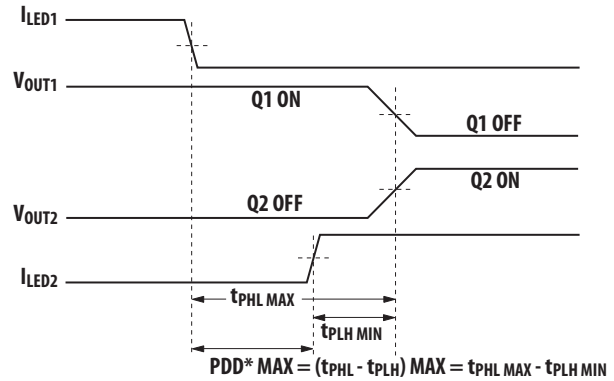 ILED1
VOUT1
Q1 ON
Q1 OFF
Q2 ON
Q2 OFF
VOUT2
ILED2
tPHL MAX
tPLH MIN
PDD* MAX = (tPHL - tPLH) MAX = tPHL MAX - tPLH MIN